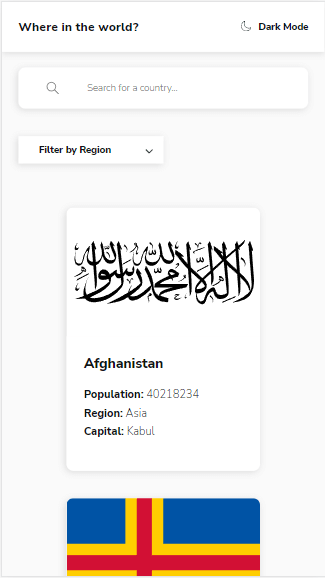 Where in the world?
Dark Mode
Search for a country...
Filter by Region
لا إله إلا الله محمد رسول الله
Afghanistan
Population: 40218234
Region: Asia
Capital: Kabul